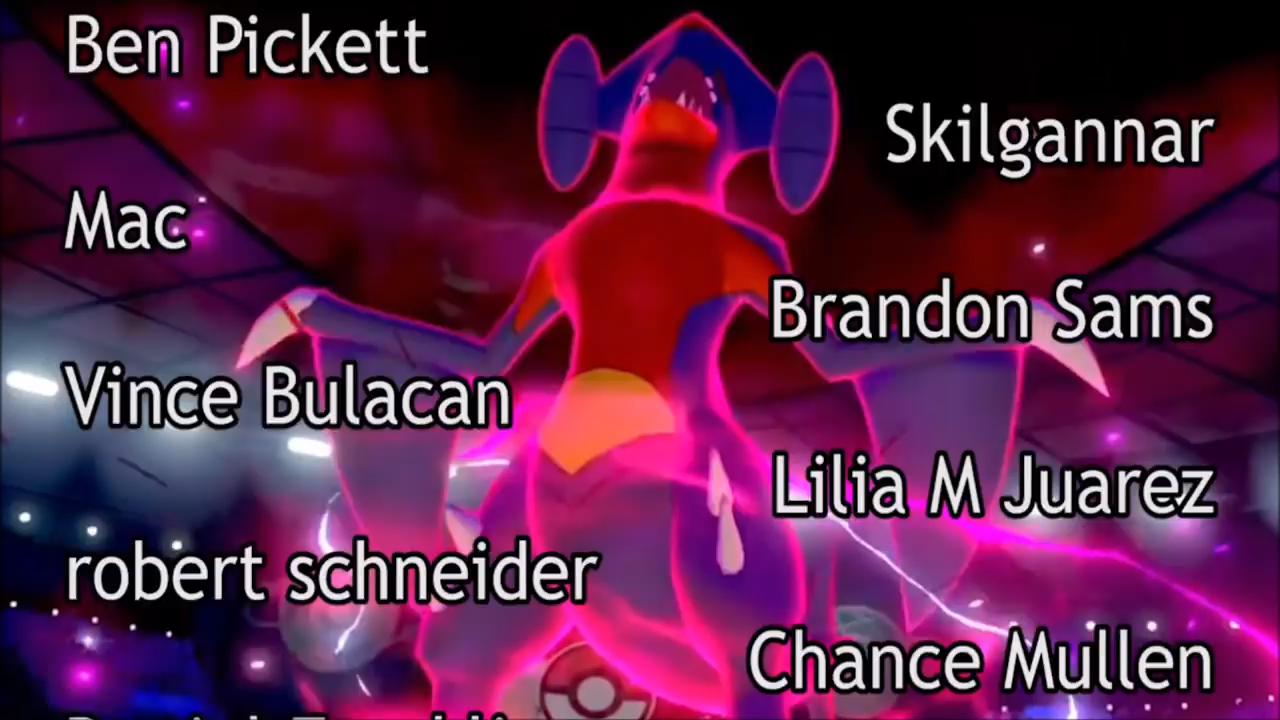 Ben Pickett
Skilgannar
Mac
Brandon Sams
Vince Bulacan
Lilia M Juarez
robert schneider
Chance Mullen